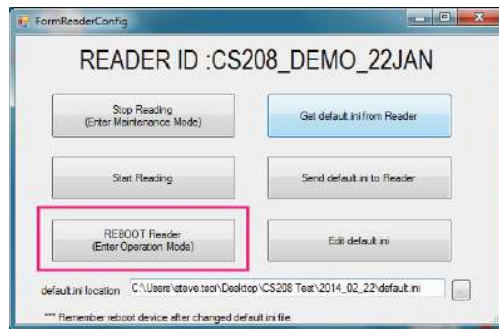 FormReaderConfig
READER ID :CS208_DEMO_22JAN
Stop Reading
(Enter Maintenance Mode)
Get default.ini from Reader
Start Reading
Send default.ini to Reader
REBOOT Reader
(Enter Operation Mode)
Edit default.ini
default.ini location
C:\Users\steve.tsoi\Desktop\CS208 Test\2014_02_22\default.ini
*** Remember reboot device after changed default ini file